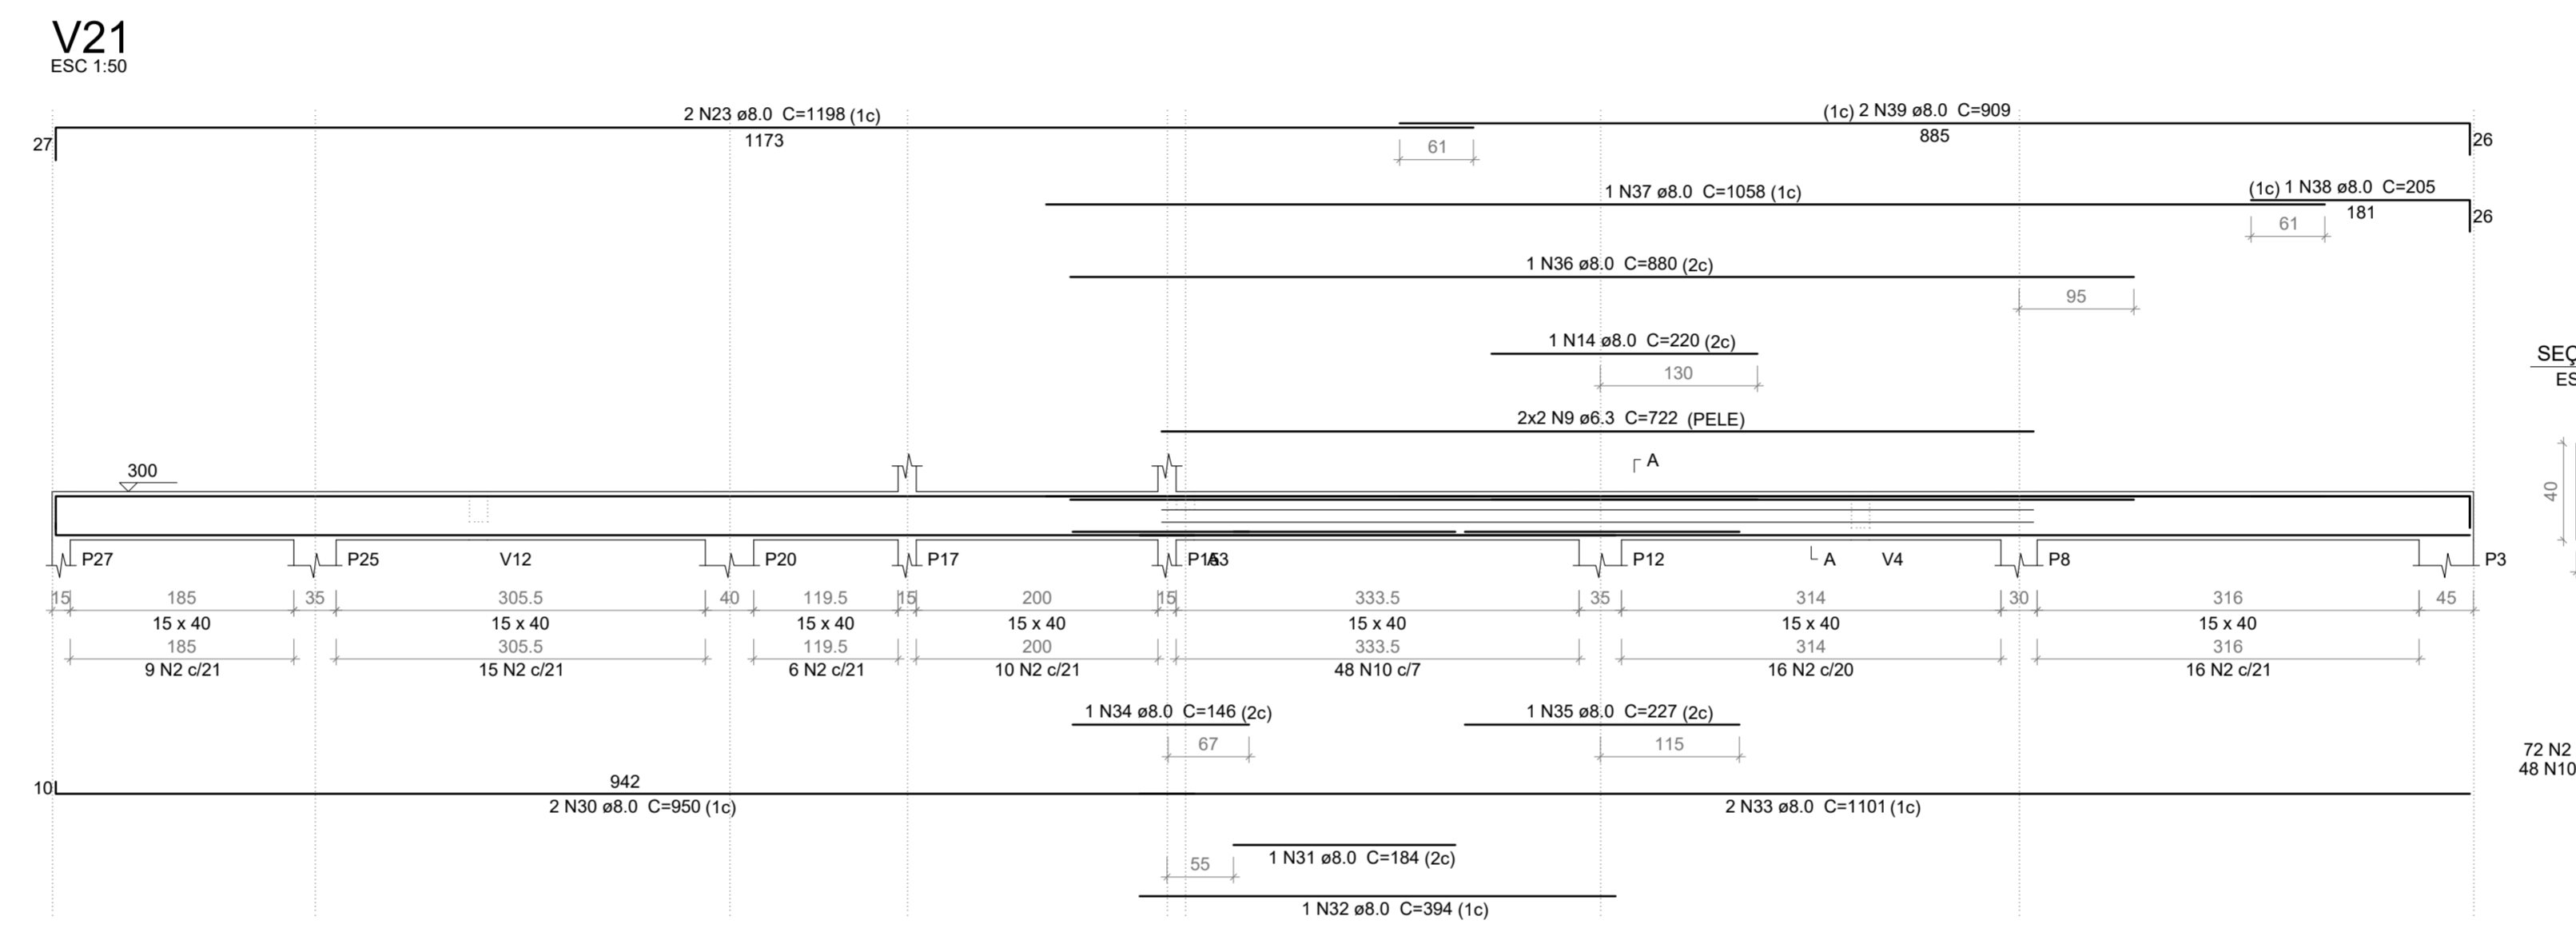 V21
ESC 1:50
2 N23 ø8.0 C=1198 (1c)
(1c) 2 N39 ø8.0 C=909
27
1173
61
885
26
1 N37 ø8.0 C=1058 (1c)
(1c) 1 N38 ø8.0 C=205
181
26
61
1 N36 ø8.0 C=880 (2c)
95
1 N14 ø8.0 C=220 (2c)
130
SEÇ
ES
2x2 N9 ø6.3 C=722 (PELE)
300
A
40
P27 P25 V12 P20 P17 P12 A V4 P8 P3
15 185 35 305.5 40 119.5 15 200 15 333.5 35 314 30 316 45
15 x 40 15 x 40 15 x 40 15 x 40 15 x 40 15 x 40 15 x 40
185 305.5 119.5 200 333.5 314 316
9 N2 c/21 15 N2 c/21 6 N2 c/21 10 N2 c/21 48 N10 c/7 16 N2 c/20 16 N2 c/21
1 N34 ø8.0 C=146 (2c)
1 N35 ø8.0 C=227 (2c)
67
115
72 N2
48 N10
10
942
2 N30 ø8.0 C=950 (1c)
2 N33 ø8.0 C=1101 (1c)
55
1 N31 ø8.0 C=184 (2c)
1 N32 ø8.0 C=394 (1c)